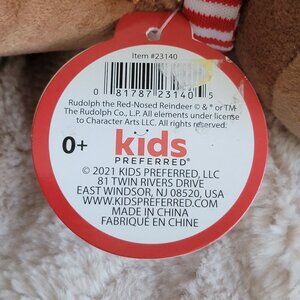 Item #23140
0 81787 23140 5
Rudolph the Red-Nosed Reindeer © & ® or TM
The Rudolph Co., L.P. All elements under license
to Character Arts LLC. All rights reserved.
0+
kids
PREFERRED®
© 2021 KIDS PREFERRED, LLC
81 TWIN RIVERS DRIVE
EAST WINDSOR, NJ 08520, USA
WWW.KIDSPREFERRED.COM
MADE IN CHINA
FABRIQUÉ EN CHINE